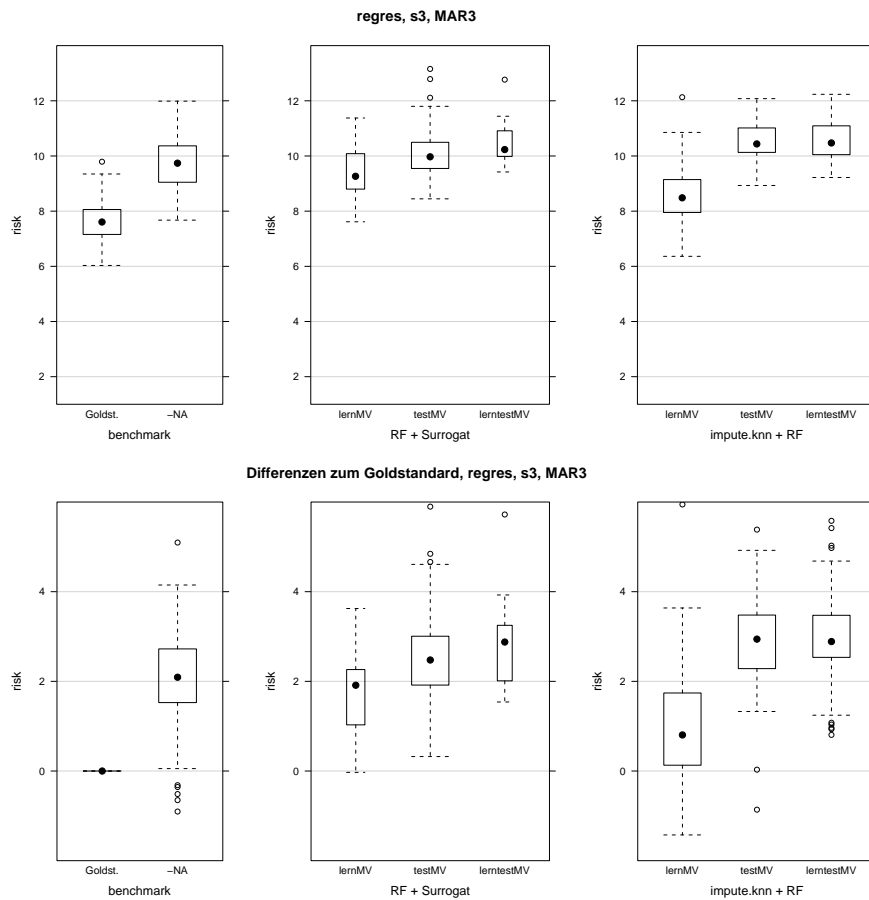 regres, s3, MAR3
risk
12
10
8
6
4
2
Goldst. −NA
benchmark
risk
12
10
8
6
4
2
lernMV testMV lerntestMV
RF + Surrogat
risk
12
10
8
6
4
2
lernMV testMV lerntestMV
impute.knn + RF
Differenzen zum Goldstandard, regres, s3, MAR3
risk
4
2
0
Goldst. −NA
benchmark
risk
4
2
0
lernMV testMV lerntestMV
RF + Surrogat
risk
4
2
0
lernMV testMV lerntestMV
impute.knn + RF